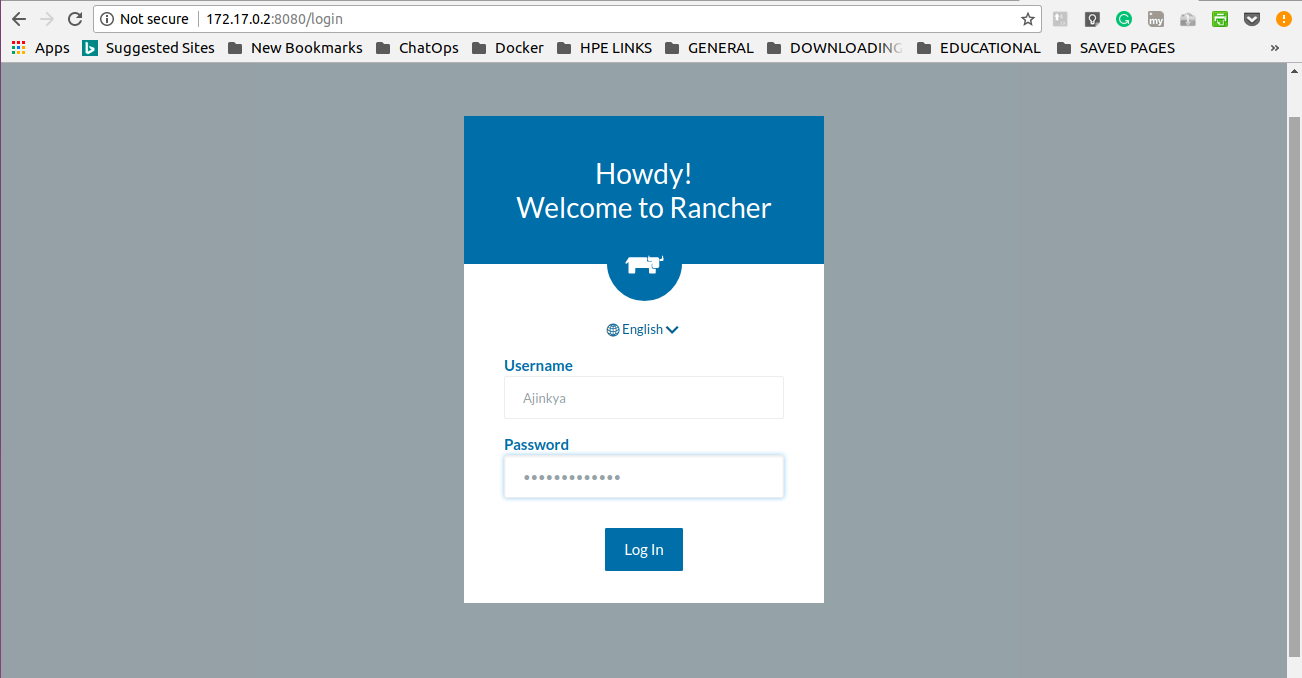 Not secure 172.17.0.2:8080/login
Apps Suggested Sites New Bookmarks ChatOps Docker HPE LINKS GENERAL DOWNLOADING EDUCATIONAL SAVED PAGES »
Howdy!
Welcome to Rancher
English
Username
Ajinkya
Password
•••••••••••••
Log In